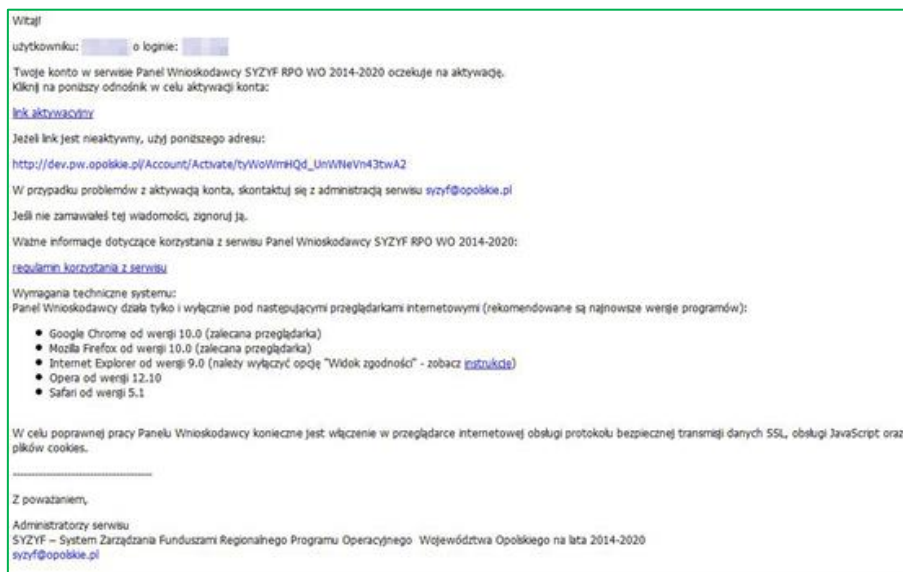 Witaj!
użytkowniku: o loginie:
Twoje konto w serwisie Panel Wnioskodawcy SYZYF RPO WO 2014-2020 oczekuje na aktywację.
Kliknij na poniższy odnośnik w celu aktywacji konta:
link aktywacyjny
Jeżeli link jest nieaktywny, użyj poniższego adresu:
http://dev.pw.opolskie.pl/Account/Activate/tyWoWmHQd_UnWNeVn43twA2
W przypadku problemów z aktywacją konta, skontaktuj się z administracją serwisu syzyf@opolskie.pl
Jeśli nie zamawiałeś tej wiadomości, zignoruj ją.
Ważne informacje dotyczące korzystania z serwisu Panel Wnioskodawcy SYZYF RPO WO 2014-2020:
regulamin korzystania z serwisu
Wymagania techniczne systemu:
Panel Wnioskodawcy działa tylko i wyłącznie pod następującymi przeglądarkami internetowymi (rekomendowane są najnowsze wersje programów):
● Google Chrome od wersji 10.0 (zalecana przeglądarka)
● Mozilla Firefox od wersji 10.0 (zalecana przeglądarka)
● Internet Explorer od wersji 9.0 (należy wyłączyć opcję "Widok zgodności" - zobacz instrukcję)
● Opera od wersji 12.10
● Safari od wersji 5.1
W celu poprawnej pracy Panelu Wnioskodawcy konieczne jest włączenie w przeglądarce internetowej obsługi protokołu bezpiecznej transmisji danych SSL, obsługi JavaScript oraz
plików cookies.
-----------------------------------
Z poważaniem,
Administratorzy serwisu
SYZYF – System Zarządzania Funduszami Regionalnego Programu Operacyjnego Województwa Opolskiego na lata 2014-2020
syzyf@opolskie.pl